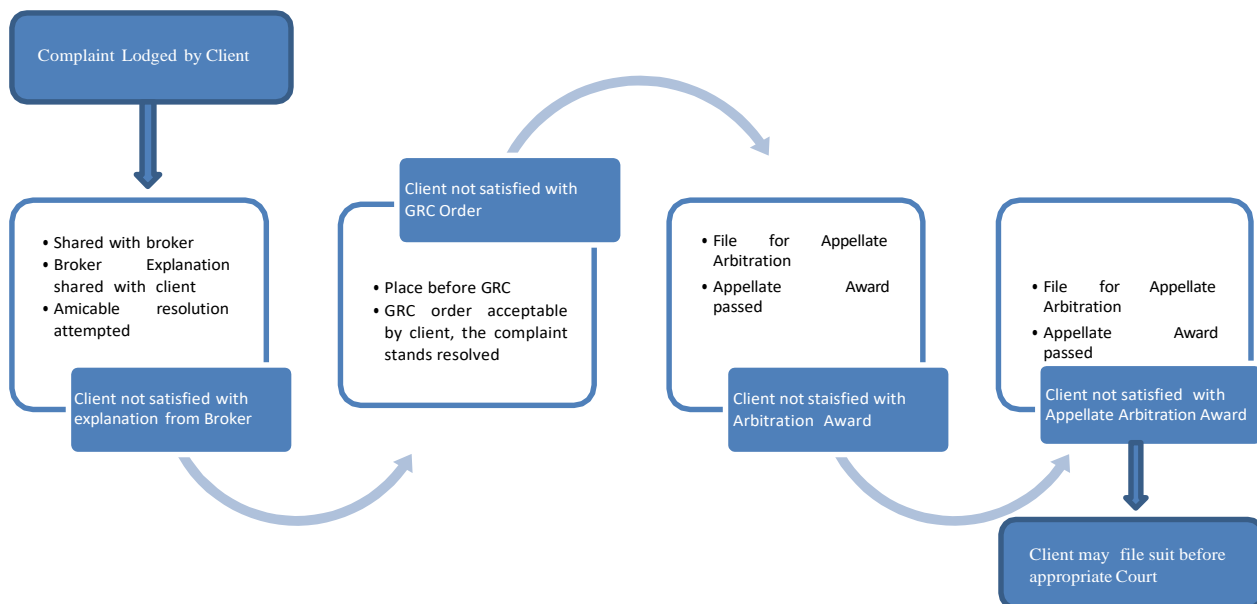 Complaint Lodged by Client
• Shared with broker
• Broker Explanation
shared with client
• Amicable resolution
attempted
Client not satisfied with
explanation from Broker
Client not satisfied with
GRC Order
• Place before GRC
• GRC order acceptable
by client, the complaint
stands resolved
• File for Appellate
Arbitration
• Appellate Award
passed
Client not staisfied with
Arbitration Award
• File for Appellate
Arbitration
• Appellate Award
passed
Client not satisfied with
Appellate Arbitration Award
Client may file suit before
appropriate Court